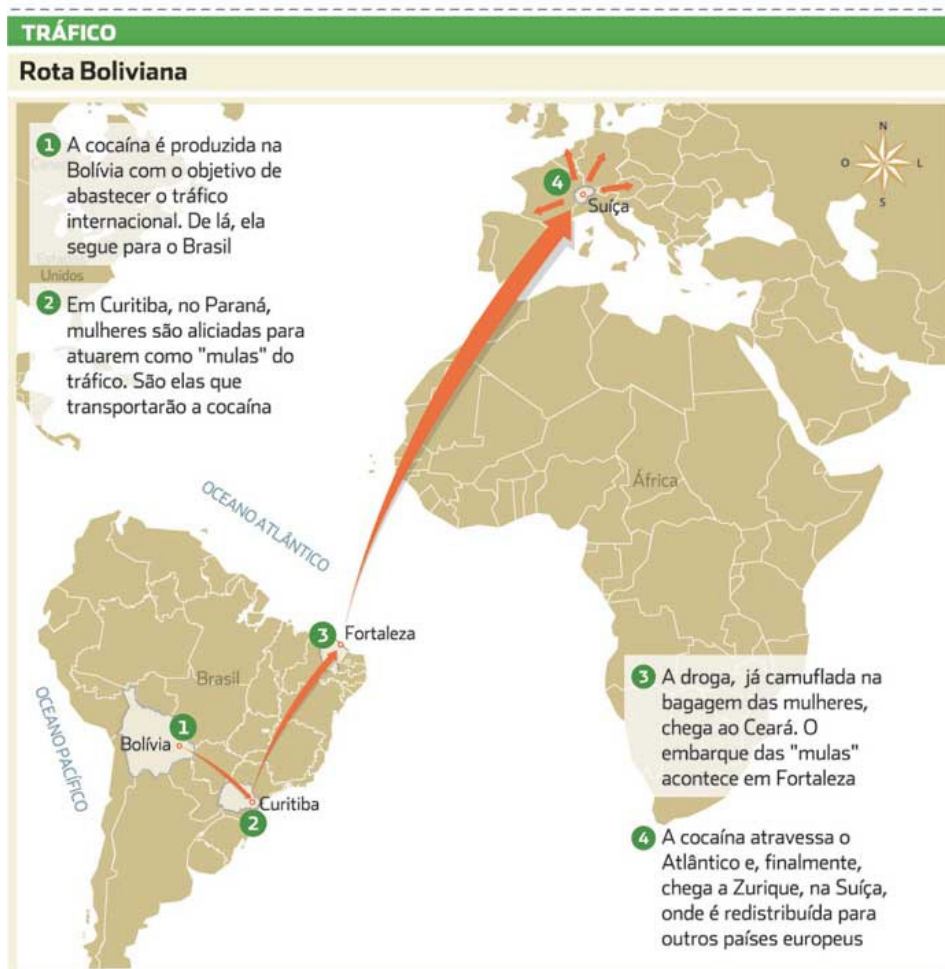 TRÁFICO
Rota Boliviana
1 A cocaína é produzida na
Bolívia com o objetivo de
abastecer o tráfico
internacional. De lá, ela
segue para o Brasil
Unidos
2 Em Curitiba, no Paraná,
mulheres são aliciadas para
atuarem como "mulas" do
tráfico. São elas que
transportarão a cocaína
N
O L
S
4
Suíça
África
OCEANO ATLÂNTICO
3 Fortaleza
Brasil
OCEANO PACÍFICO
1
Bolívia
Curitiba
2
3 A droga, já camuflada na
bagagem das mulheres,
chega ao Ceará. O
embarque das "mulas"
acontece em Fortaleza
4 A cocaína atravessa o
Atlântico e, finalmente,
chega a Zurique, na Suíça,
onde é redistribuída para
outros países europeus